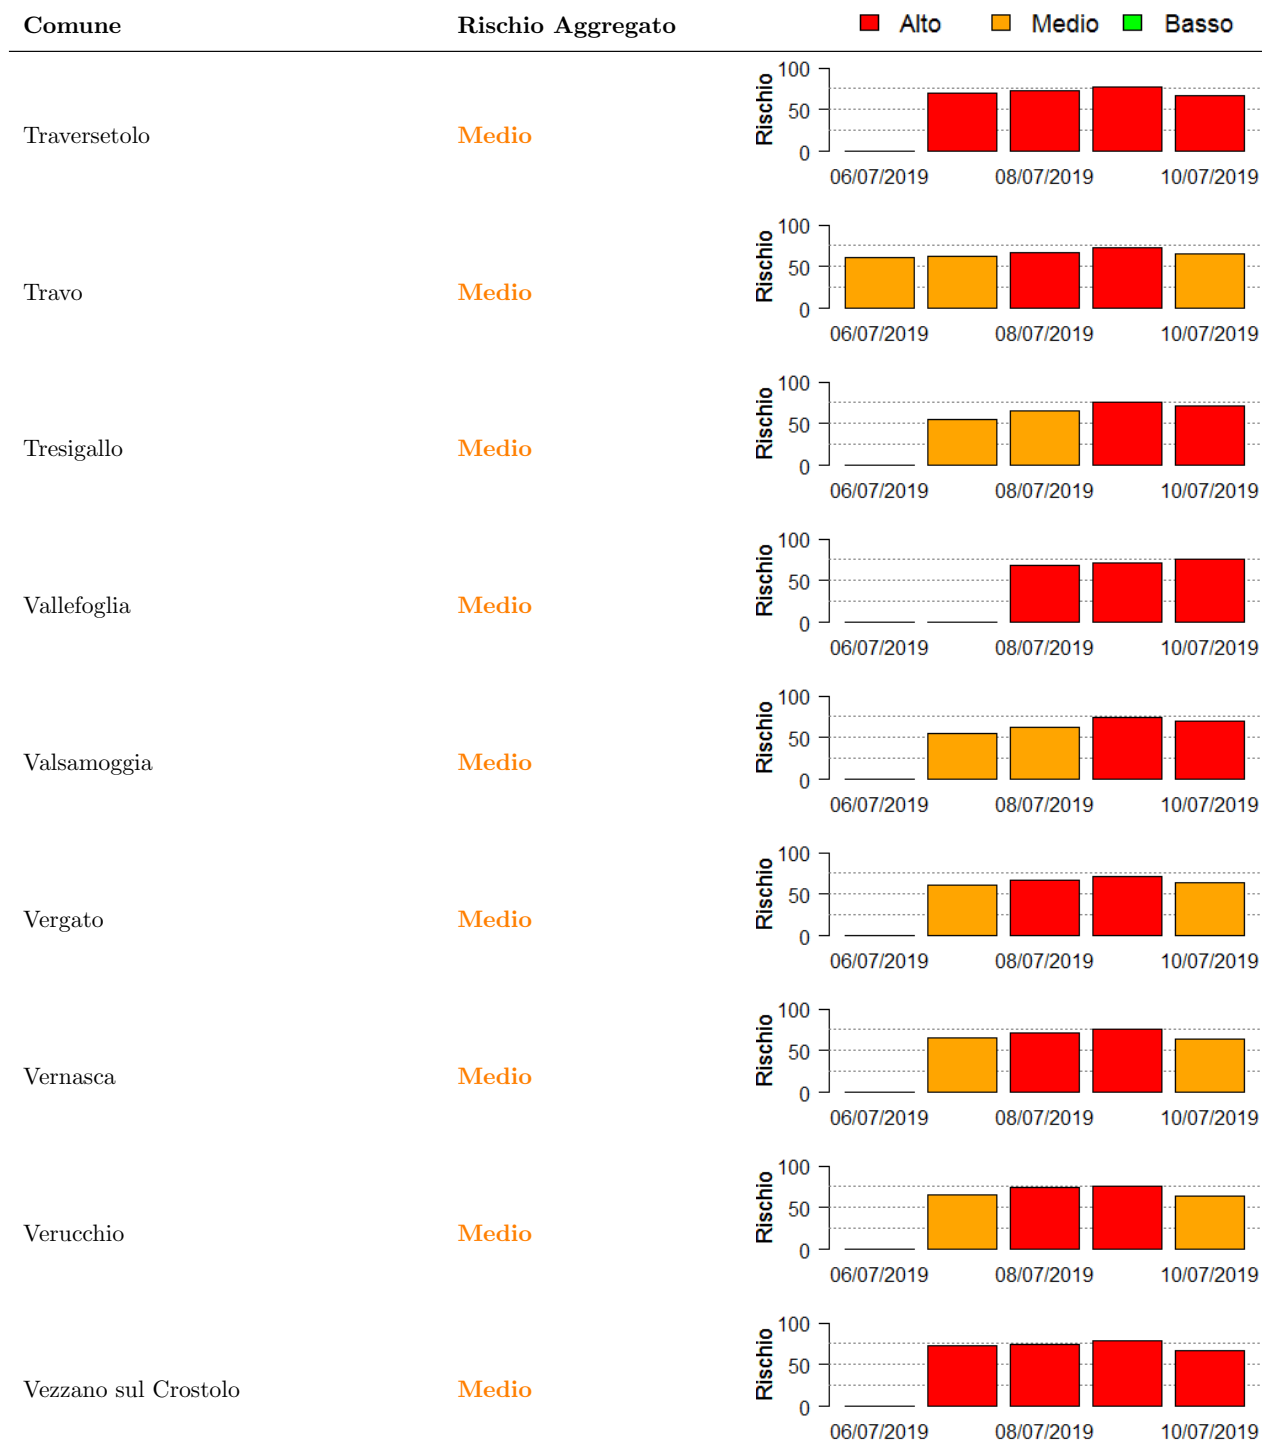 Comune Rischio Aggregato Alto Medio Basso
Traversetolo Medio Rischio 100 50 0
06/07/2019 08/07/2019 10/07/2019
Travo Medio Rischio 100 50 0
06/07/2019 08/07/2019 10/07/2019
Tresigallo Medio Rischio 100 50 0
06/07/2019 08/07/2019 10/07/2019
Vallefoglia Medio Rischio 100 50 0
06/07/2019 08/07/2019 10/07/2019
Valsamoggia Medio Rischio 100 50 0
06/07/2019 08/07/2019 10/07/2019
Vergato Medio Rischio 100 50 0
06/07/2019 08/07/2019 10/07/2019
Vernasca Medio Rischio 100 50 0
06/07/2019 08/07/2019 10/07/2019
Verucchio Medio Rischio 100 50 0
06/07/2019 08/07/2019 10/07/2019
Vezzano sul Crostolo Medio Rischio 100 50 0
06/07/2019 08/07/2019 10/07/2019